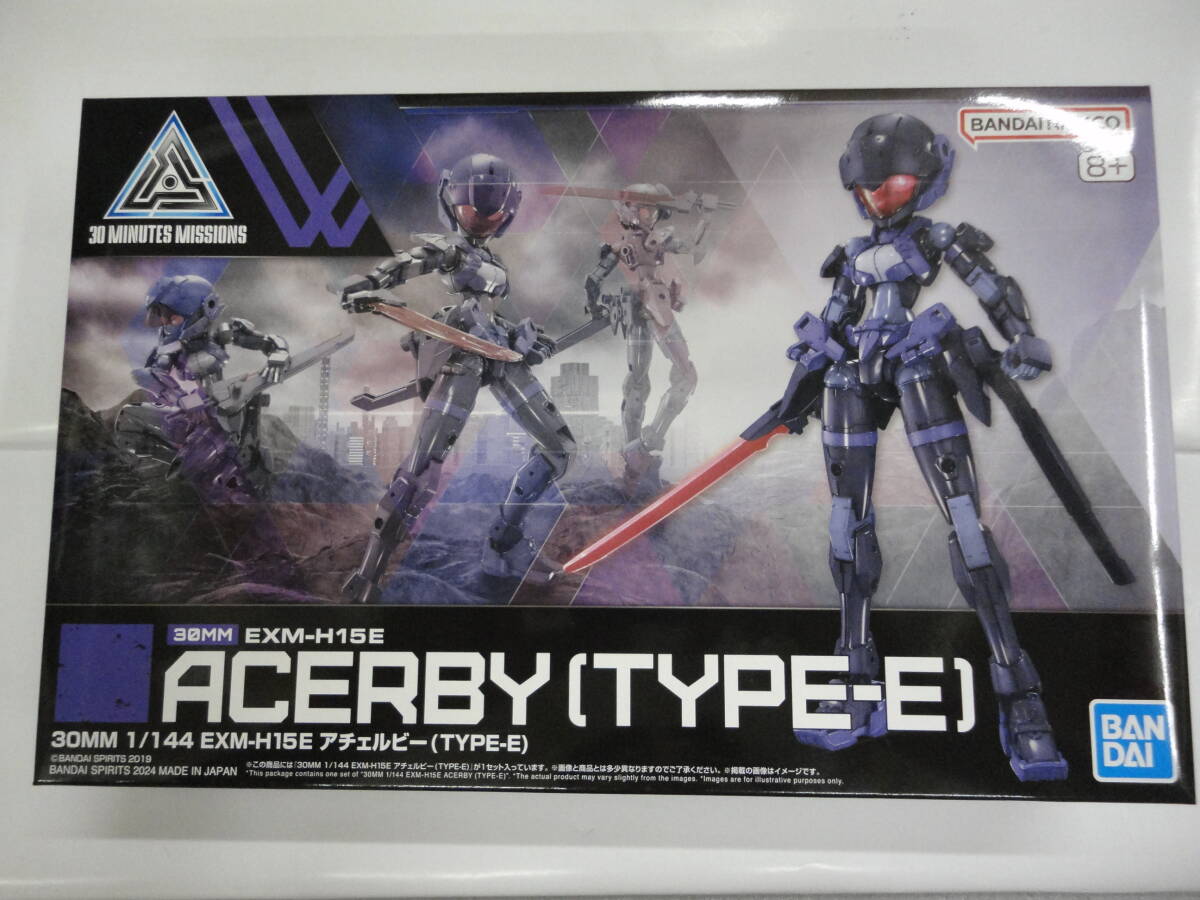 30 MINUTES MISSIONS
BANDAI
8+
30MM EXM-H15E
ACERBY (TYPE-E)
30MM 1/144 EXM-H15E アチェルビー(TYPE-E)
©BANDAI SPIRITS 2019
BANDAI SPIRITS 2024 MADE IN JAPAN
※この商品には「30MM 1/144 EXM-H15E アチェルビー(TYPE-E)」が1セット入っています。※画像と商品とは多少異なりますのでご了承ください。※掲載の画像はイメージです。
*This package contains one set of "30MM 1/144 EXM-H15E ACERBY (TYPE-E)". *The actual product may vary slightly from the images. *Images are for illustrative purposes only.
BAN
DAI